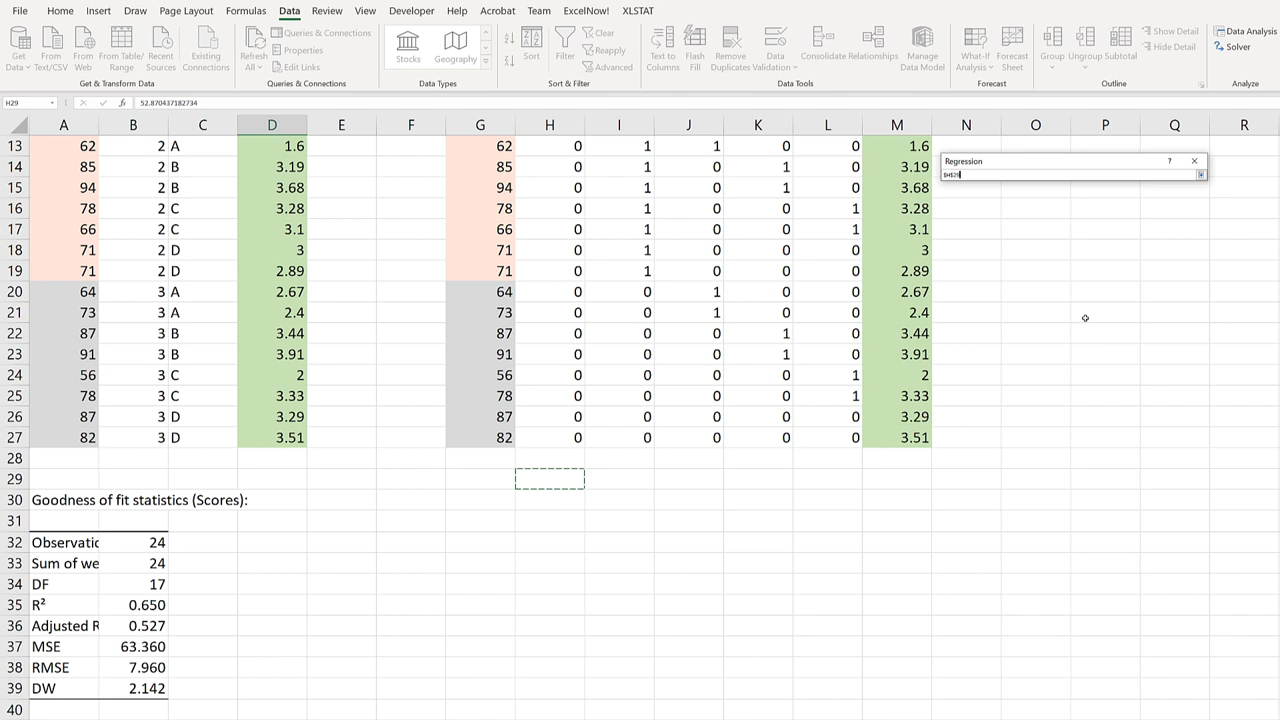 File Home Insert Draw Page Layout Formulas Data Review View Developer Help Acrobat Team ExcelNow! XLSTAT
Get Data From Text/CSV From Web From Table/ Range Recent Sources Existing Connections Refresh All Queries & Connections Properties Edit Links Stocks Geography Sort Filter Clear Reapply Advanced Text to Columns Flash Fill Remove Duplicates Data Validation Consolidate Relationships Manage Data Model What-If Analysis Forecast Sheet Group Ungroup Subtotal Show Detail Hide Detail Data Analysis Solver
Get & Transform Data Queries & Connections Data Types Sort & Filter Data Tools Forecast Outline Analyze
H29 fx 52.870437182734
A B C D E F G H I J K L M N O P Q R
13 62 2 A 1.6 62 0 1 1 0 0 1.6
14 85 2 B 3.19 85 0 1 0 1 0 3.19
15 94 2 B 3.68 94 0 1 0 1 0 3.68
16 78 2 C 3.28 78 0 1 0 0 1 3.28
17 66 2 C 3.1 66 0 1 0 0 1 3.1
18 71 2 D 3 71 0 1 0 0 0 3
19 71 2 D 2.89 71 0 1 0 0 0 2.89
20 64 3 A 2.67 64 0 0 1 0 0 2.67
21 73 3 A 2.4 73 0 0 1 0 0 2.4
22 87 3 B 3.44 87 0 0 0 1 0 3.44
23 91 3 B 3.91 91 0 0 0 1 0 3.91
24 56 3 C 2 56 0 0 0 0 1 2
25 78 3 C 3.33 78 0 0 0 0 1 3.33
26 87 3 D 3.29 87 0 0 0 0 0 3.29
27 82 3 D 3.51 82 0 0 0 0 0 3.51
28
29
30 Goodness of fit statistics (Scores):
31
32 Observatic 24
33 Sum of we 24
34 DF 17
35 R² 0.650
36 Adjusted R 0.527
37 MSE 63.360
38 RMSE 7.960
39 DW 2.142
40
Regression ? ×
$H$29